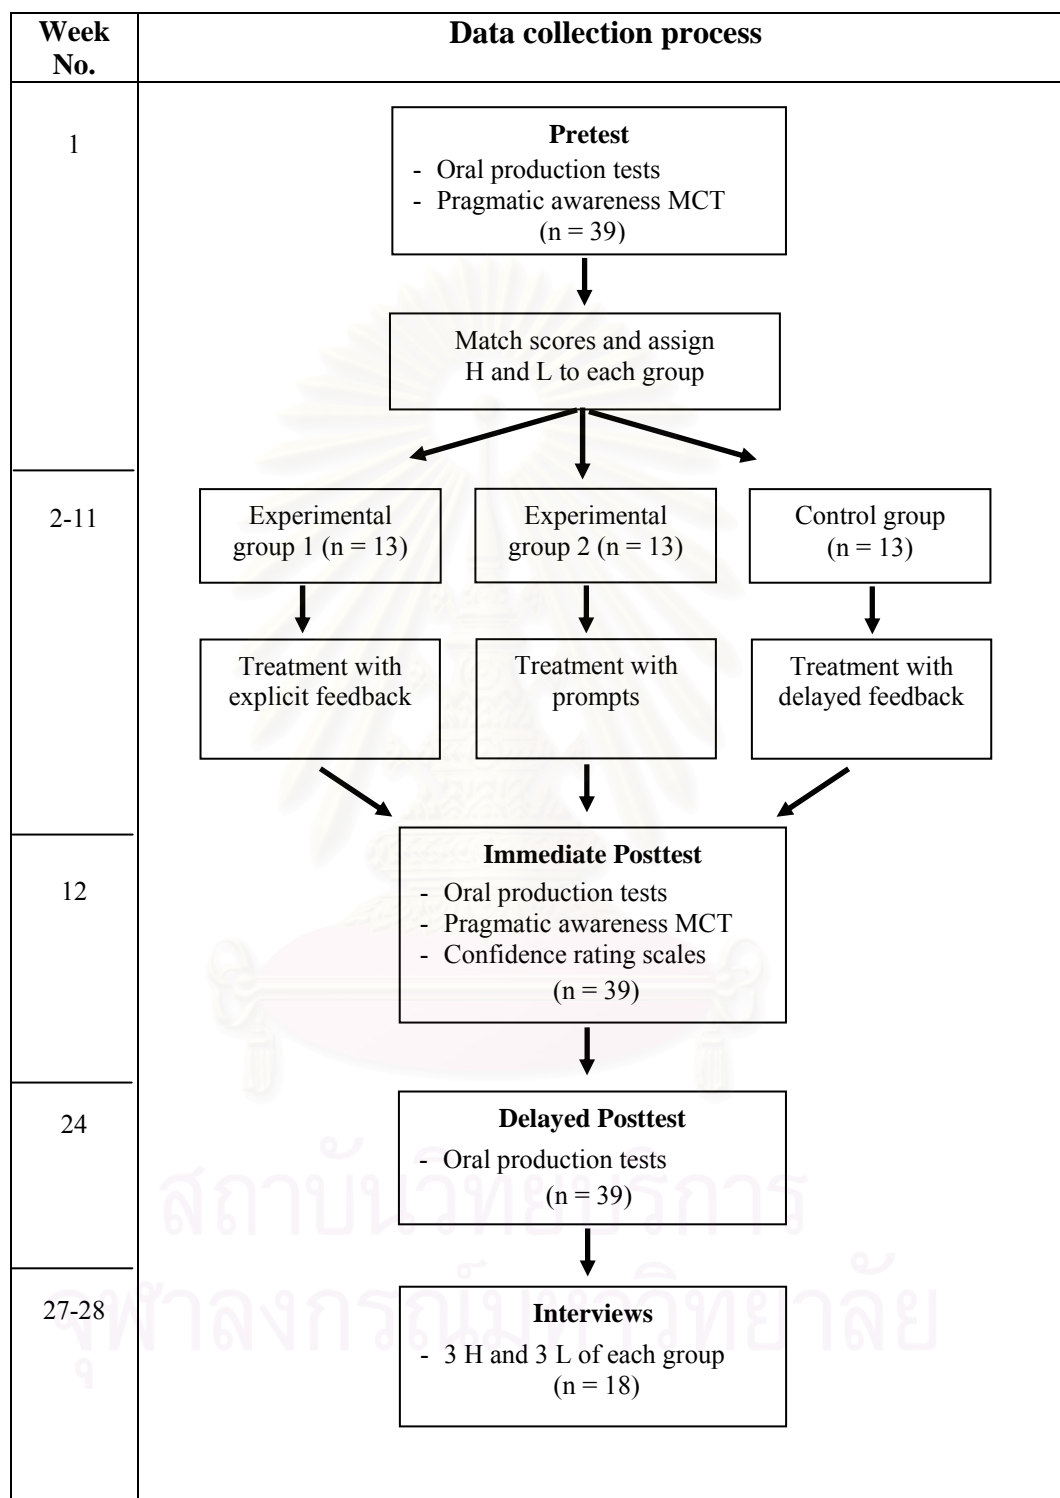 Week No.
Data collection process
1
Pretest
- Oral production tests
- Pragmatic awareness MCT
(n = 39)
Match scores and assign
H and L to each group
2-11
Experimental
group 1 (n = 13)
Experimental
group 2 (n = 13)
Control group
(n = 13)
Treatment with
explicit feedback
Treatment with
prompts
Treatment with
delayed feedback
12
Immediate Posttest
- Oral production tests
- Pragmatic awareness MCT
- Confidence rating scales
(n = 39)
24
Delayed Posttest
- Oral production tests
(n = 39)
สถาบันวิทยบริการ
27-28
Interviews
- 3 H and 3 L of each group
(n = 18)
จุฬาลงกรณ์มหาวิทยาลัย